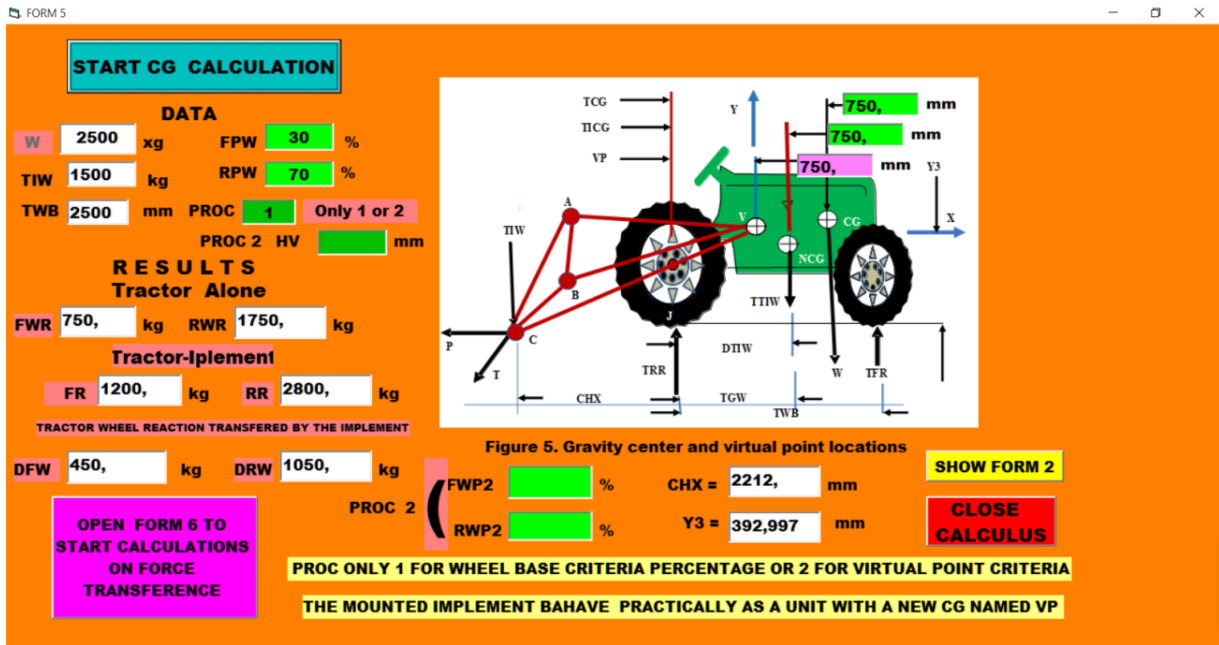 FORM 5
START CG CALCULATION
DATA
W 2500 xg FPW 30 %
TIW 1500 kg RPW 70 %
TWB 2500 mm PROC 1 Only 1 or 2
PROC 2 HV mm
R E S U L T S
Tractor Alone
FWR 750, kg RWR 1750, kg
Tractor-Iplement
FR 1200, kg RR 2800, kg
TRACTOR WHEEL REACTION TRANSFERED BY THE IMPLEMENT
DFW 450, kg DRW 1050, kg
OPEN FORM 6 TO
START CALCULATIONS
ON FORCE
TRANSFERENCE
TCG
TICG
VP
Y
750, mm
750, mm
750, mm
Y3
X
A
TIW
V
CG
NCG
B
TTIW
J
C
P
T
DTIW
TRR
W
TFR
CHX
TGW
TWB
Figure 5. Gravity center and virtual point locations
PROC 2 (
FWP2 %
RWP2 %
CHX = 2212, mm
Y3 = 392,997 mm
SHOW FORM 2
CLOSE
CALCULUS
PROC ONLY 1 FOR WHEEL BASE CRITERIA PERCENTAGE OR 2 FOR VIRTUAL POINT CRITERIA
THE MOUNTED IMPLEMENT BAHAVE PRACTICALLY AS A UNIT WITH A NEW CG NAMED VP